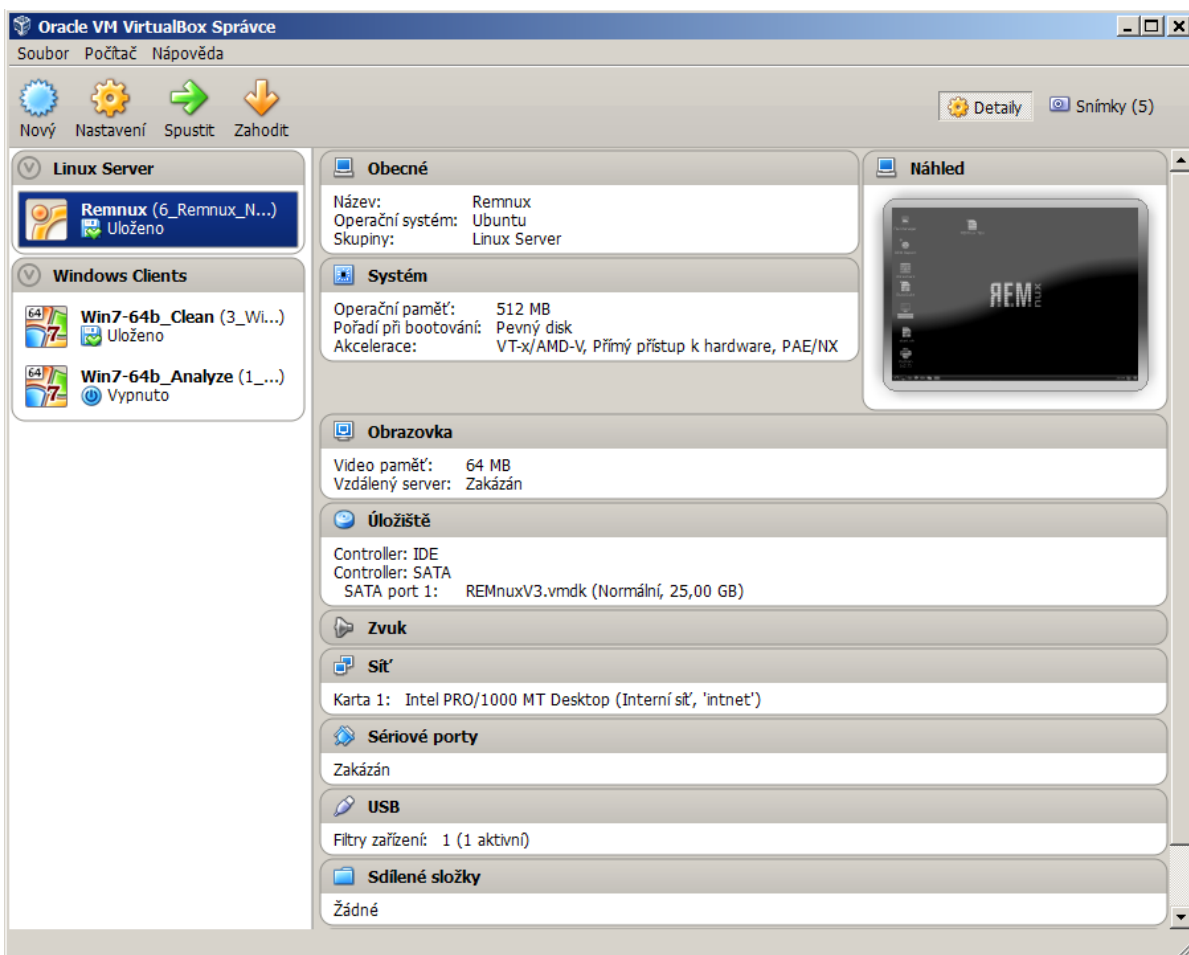 Oracle VM VirtualBox Správce
Soubor Počítač Nápověda
Nový Nastavení Spustit Zahodit
Detaily Snímky (5)
Linux Server
Remnux (6_Remnux_N...)
Uloženo
Windows Clients
64
7
Win7-64b_Clean (3_Wi...)
Uloženo
64
7
Win7-64b_Analyze (1_...)
Vypnuto
Obecné
Název: Remnux
Operační systém: Ubuntu
Skupiny: Linux Server
Náhled
REMnux
Systém
Operační paměť: 512 MB
Pořadí při bootování: Pevný disk
Akcelerace: VT-x/AMD-V, Přímý přístup k hardware, PAE/NX
Obrazovka
Video paměť: 64 MB
Vzdálený server: Zakázán
Úložiště
Controller: IDE
Controller: SATA
SATA port 1: REMnuxV3.vmdk (Normální, 25,00 GB)
Zvuk
Síť
Karta 1: Intel PRO/1000 MT Desktop (Interní síť, 'intnet')
Sériové porty
Zakázán
USB
Filtry zařízení: 1 (1 aktivní)
Sdílené složky
Žádné